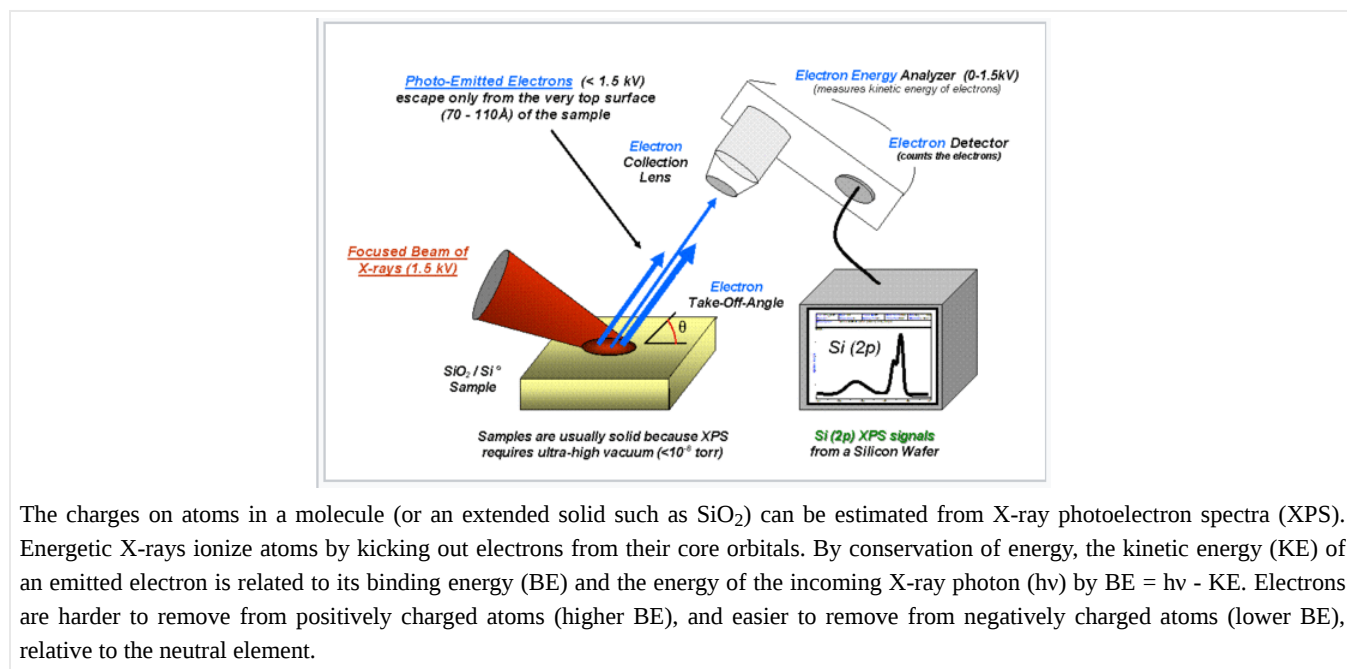 Photo-Emitted Electrons (< 1.5 kV)
escape only from the very top surface
(70 - 110Å) of the sample
Electron Energy Analyzer (0-1.5kV)
(measures kinetic energy of electrons)
Electron
Collection
Lens
Electron Detector
(counts the electrons)
Focused Beam of
X-rays (1.5 kV)
Electron
Take-Off-Angle
θ
SiO₂ / Si°
Sample
Si (2p)
Samples are usually solid because XPS
requires ultra-high vacuum (<10⁻⁸ torr)
Si (2p) XPS signals
from a Silicon Wafer
The charges on atoms in a molecule (or an extended solid such as SiO₂) can be estimated from X-ray photoelectron spectra (XPS).
Energetic X-rays ionize atoms by kicking out electrons from their core orbitals. By conservation of energy, the kinetic energy (KE) of
an emitted electron is related to its binding energy (BE) and the energy of the incoming X-ray photon (hν) by BE = hν - KE. Electrons
are harder to remove from positively charged atoms (higher BE), and easier to remove from negatively charged atoms (lower BE),
relative to the neutral element.